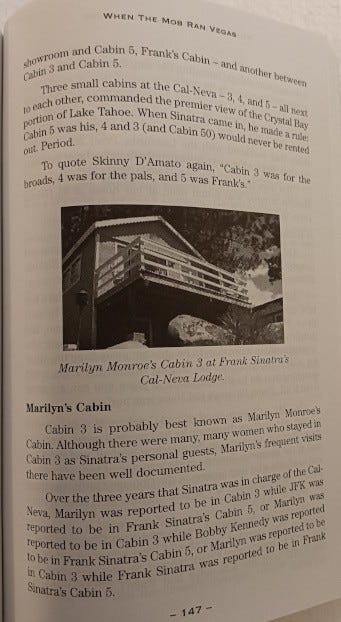 WHEN THE MOB RAN VEGAS
showroom and Cabin 5, Frank's Cabin – and another between
Cabin 3 and Cabin 5.
Three small cabins at the Cal-Neva – 3, 4, and 5 – all next
to each other, commanded the premier view of the Crystal Bay
portion of Lake Tahoe. When Sinatra came in, he made a rule:
Cabin 5 was his, 4 and 3 (and Cabin 50) would never be rented
out. Period.
To quote Skinny D'Amato again, "Cabin 3 was for the
broads, 4 was for the pals, and 5 was Frank's."
Marilyn Monroe's Cabin 3 at Frank Sinatra's
Cal-Neva Lodge.
Marilyn's Cabin
Cabin 3 is probably best known as Marilyn Monroe's
Cabin. Although there were many, many women who stayed in
Cabin 3 as Sinatra's personal guests, Marilyn's frequent visits
there have been well documented.
Over the three years that Sinatra was in charge of the Cal-
Neva, Marilyn was reported to be in Cabin 3 while JFK was
reported to be in Frank Sinatra's Cabin 5, or Marilyn was
reported to be in Cabin 3 while Bobby Kennedy was reported
to be in Frank Sinatra's Cabin 5, or Marilyn was reported to be
in Cabin 3 while Frank Sinatra was reported to be in Frank
Sinatra's Cabin 5.
– 147 –